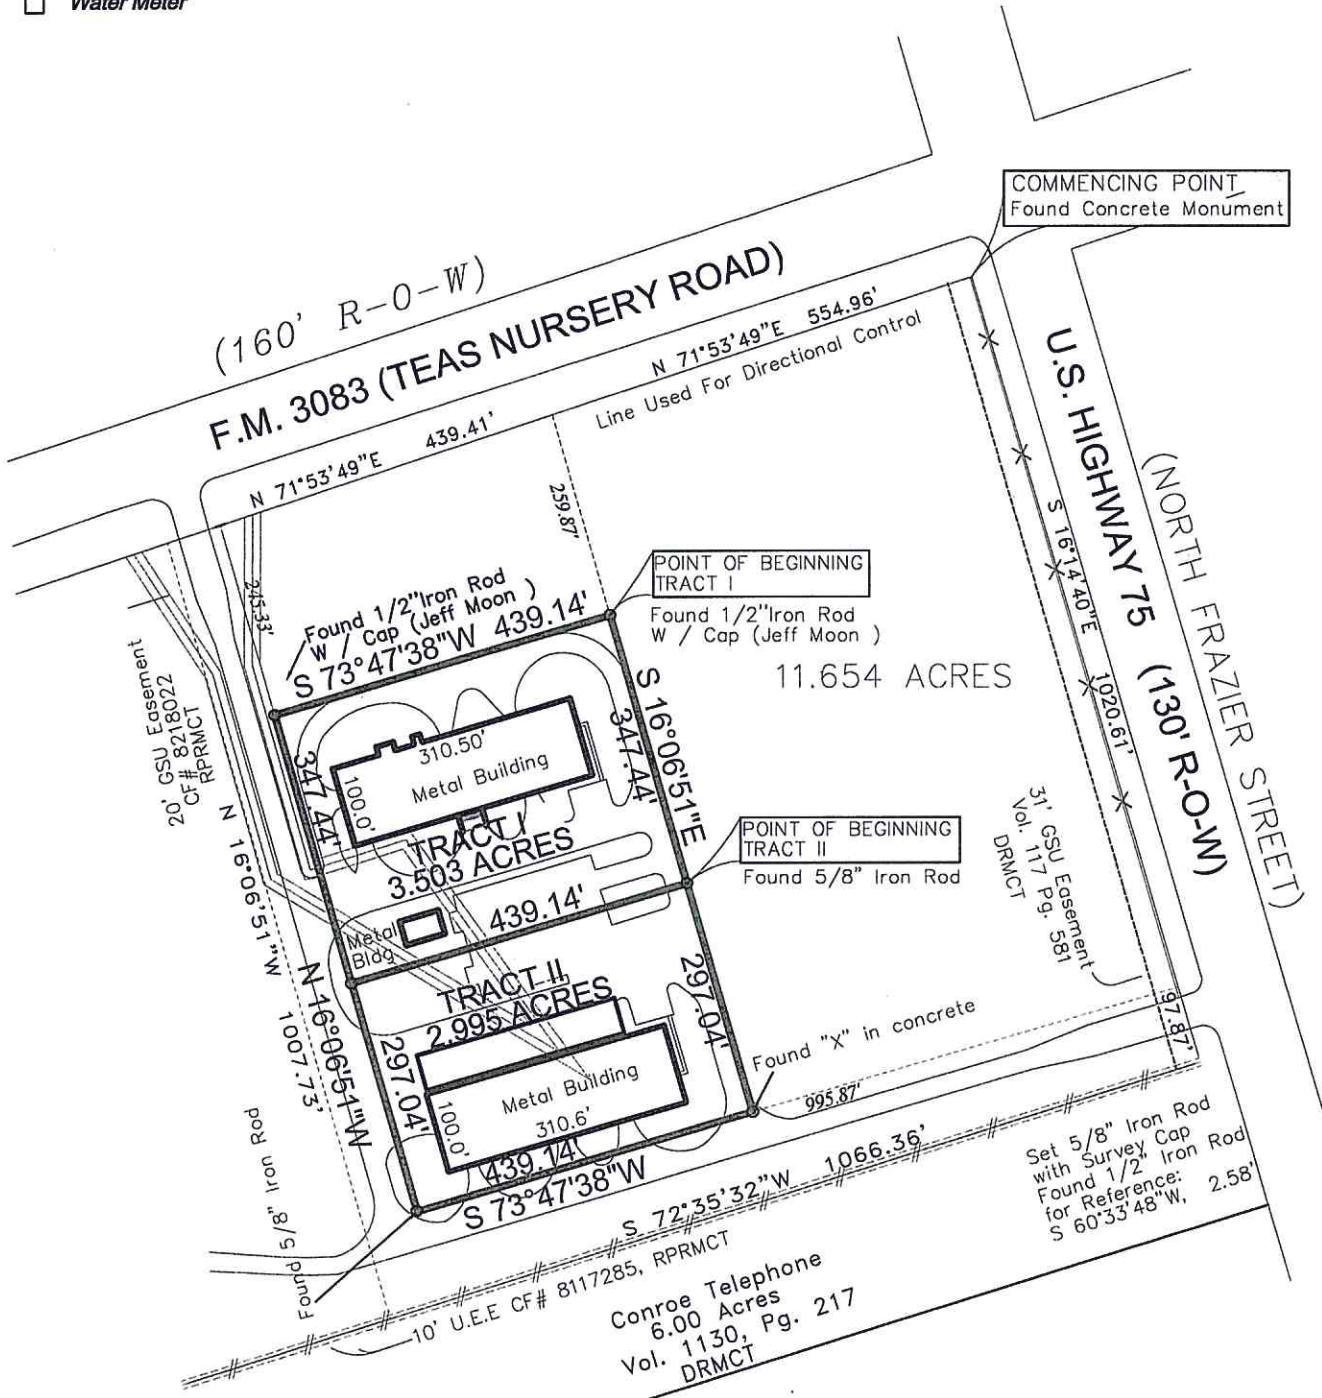 Water Meter
COMMENCING POINT
Found Concrete Monument
(160' R-O-W)
F.M. 3083 (TEAS NURSERY ROAD)
N 71°53'49"E 554.96'
Line Used For Directional Control
N 71°53'49"E 439.41'
259.87'
245.33'
U.S. HIGHWAY 75 (130' R-O-W)
(NORTH FRAZIER STREET)
S 16°14'40"E 1020.61'
POINT OF BEGINNING
TRACT I
Found 1/2"Iron Rod
W / Cap (Jeff Moon )
Found 1/2"Iron Rod
W / Cap (Jeff Moon )
S 73°47'38"W 439.14'
11.654 ACRES
20' GSU Easement
CF# 8218022
RPRMCT
S 16°06'51"E
347.44'
347.44'
310.50'
Metal Building
100.0'
TRACT I
3.503 ACRES
POINT OF BEGINNING
TRACT II
Found 5/8" Iron Rod
31' GSU Easement
Vol. 117 Pg. 581
DRMCT
N 16°06'51"W 1007.73'
439.14'
Metal
Bldg
N 16°06'51"W
TRACT II
2.995 ACRES
297.04'
297.04'
Metal Building
100.0'
310.6'
439.14'
S 73°47'38"W
Found "X" in concrete
97.87'
995.87'
Found 5/8" Iron Rod
S 72°35'32"W 1066.36'
10' U.E.E CF# 8117285, RPRMCT
Set 5/8" Iron Rod
with Survey Cap
Found 1/2" Iron Rod
for Reference:
S 60°33'48"W, 2.58'
Conroe Telephone
6.00 Acres
Vol. 1130, Pg. 217
DRMCT